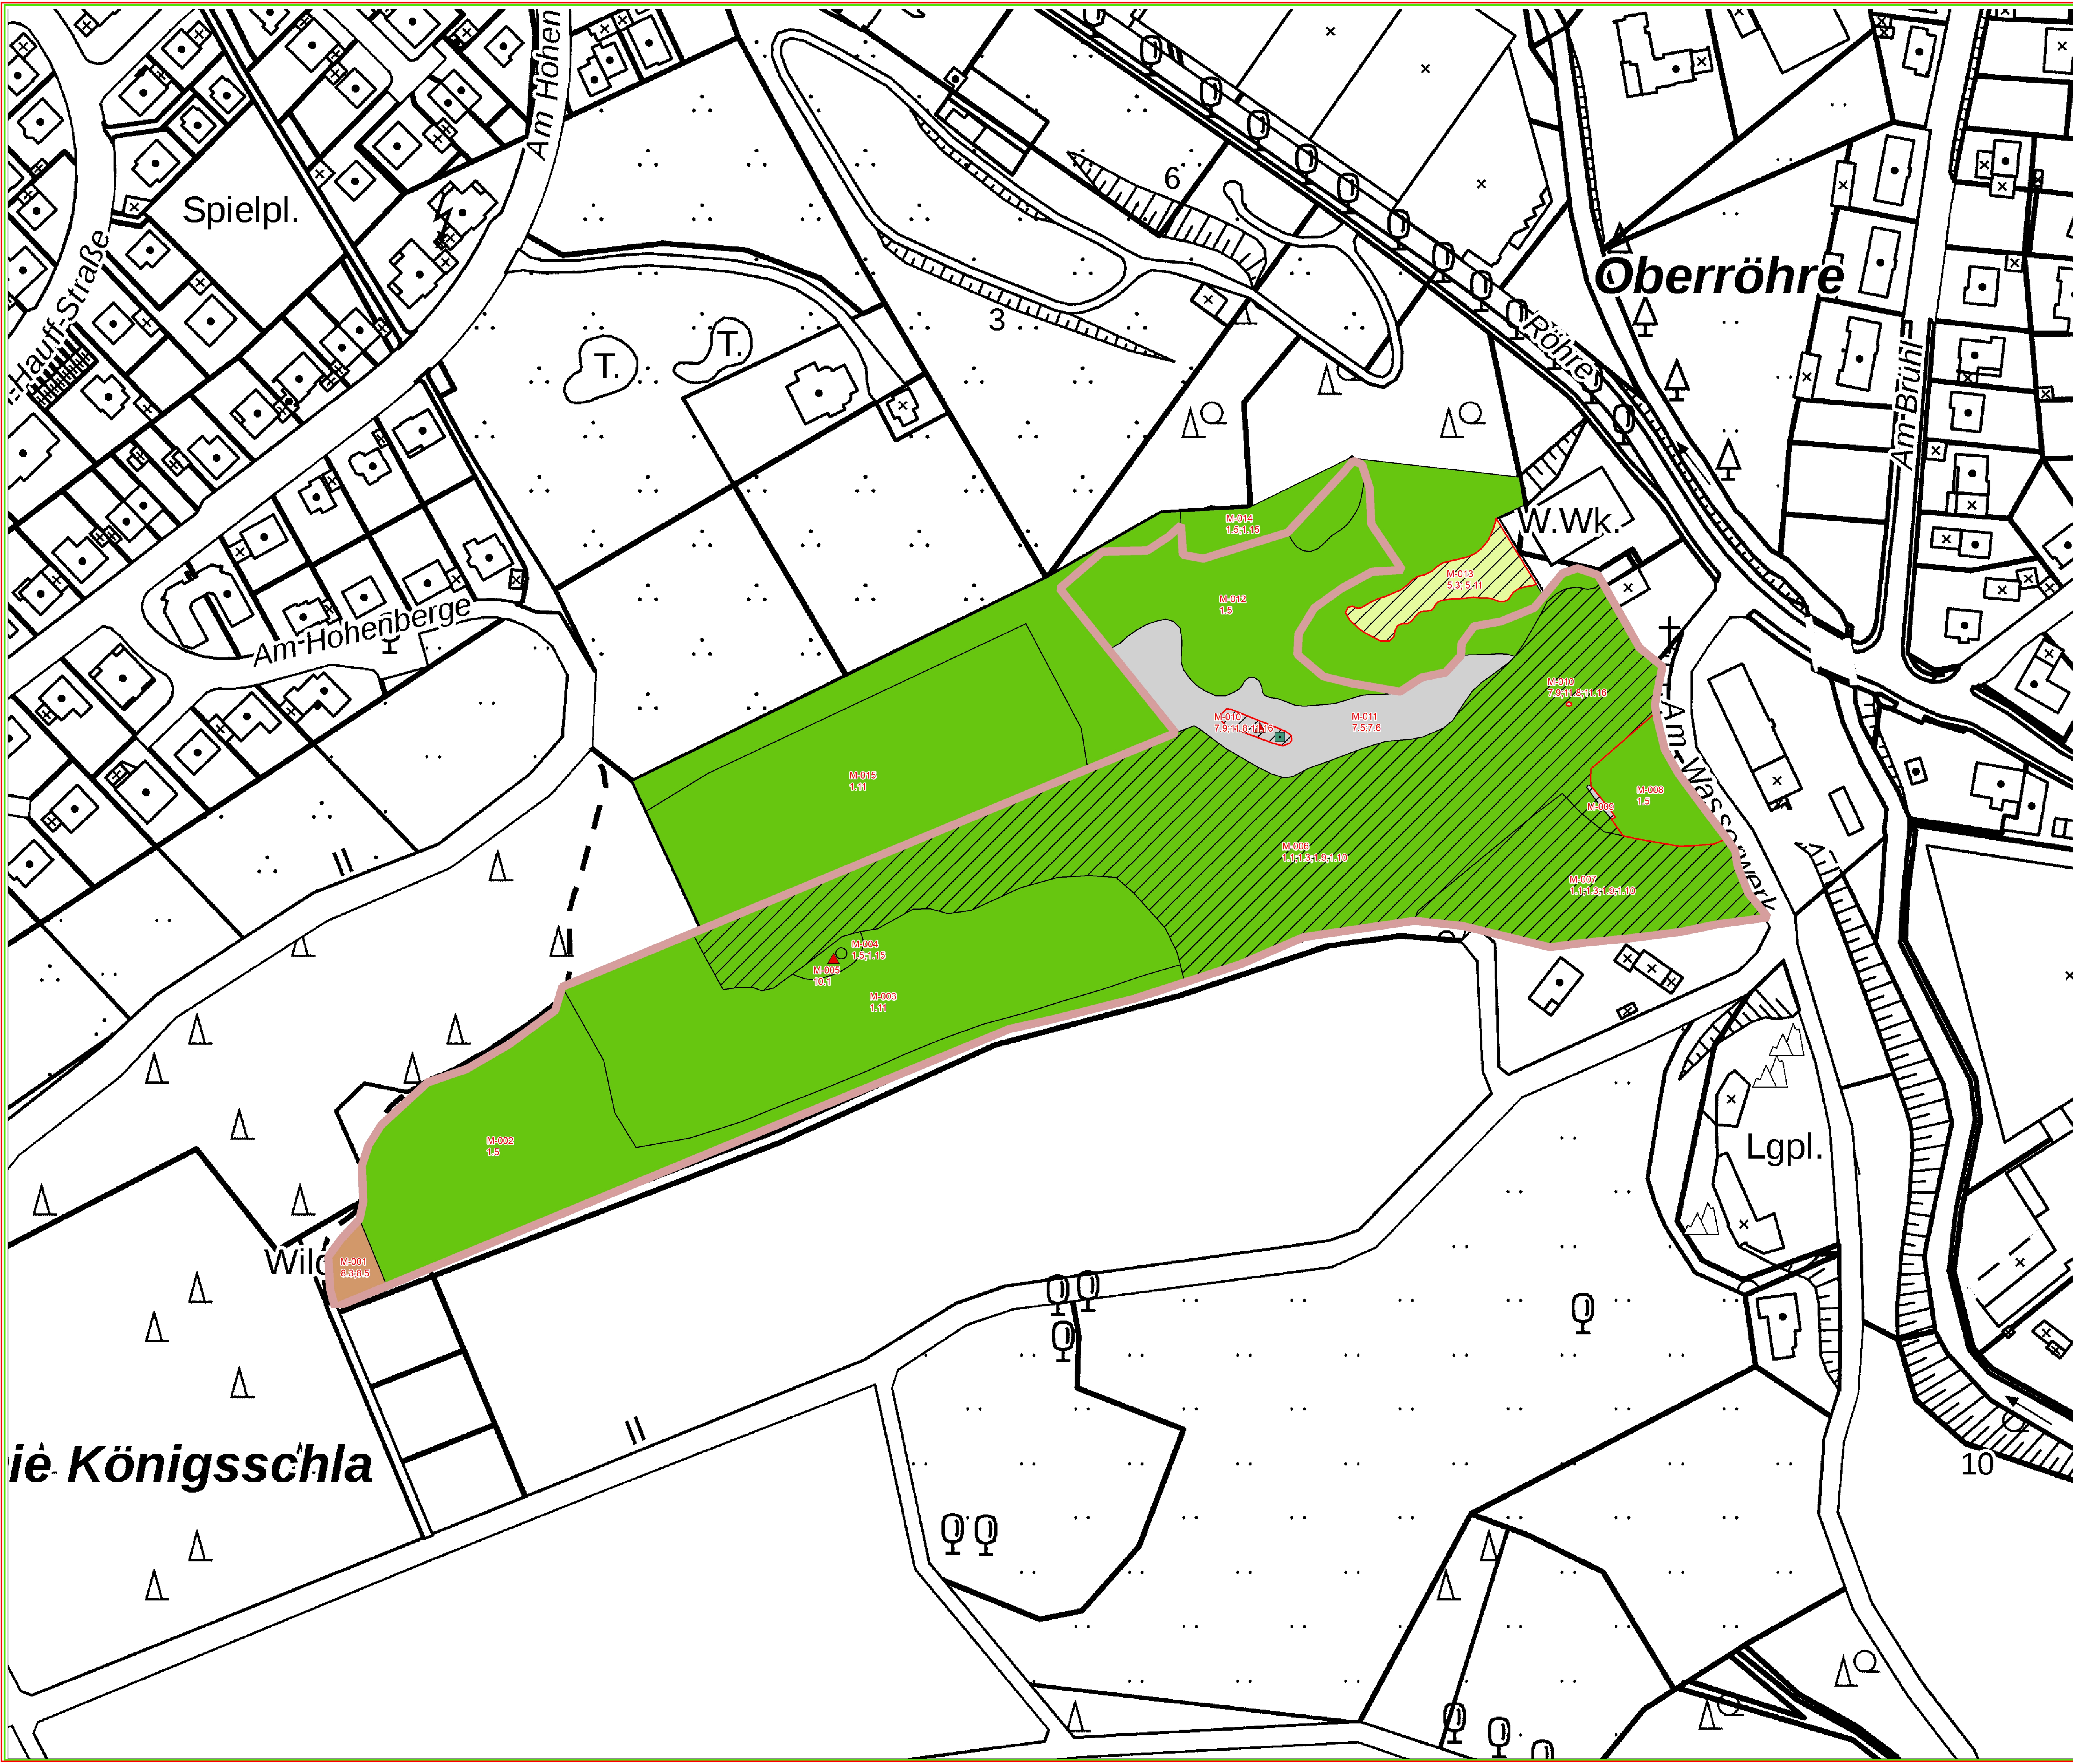 Am Hohen
Spielpl.
-Hauff-Straße
6
3
Oberröhre
T.
T.
Röhre
Am Brühl
W.Wk.
M-014
1.5;1.15
M-013
5.3;5.11
M-012
1.5
Am Hohenberge
M-010
7.9;11.8;11.16
M-010
7.9;11.8;11.16
M-011
7.5;7.6
Am Wasserwerk
M-015
1.11
M-008
1.5
M-009
M-006
1.1;1.3;1.9;1.10
M-007
1.1;1.3;1.9;1.10
M-004
1.5;1.15
M-005
10.1
M-003
1.11
M-002
1.5
Lgpl.
Wild
M-001
8.3;8.5
ie Königsschla
10